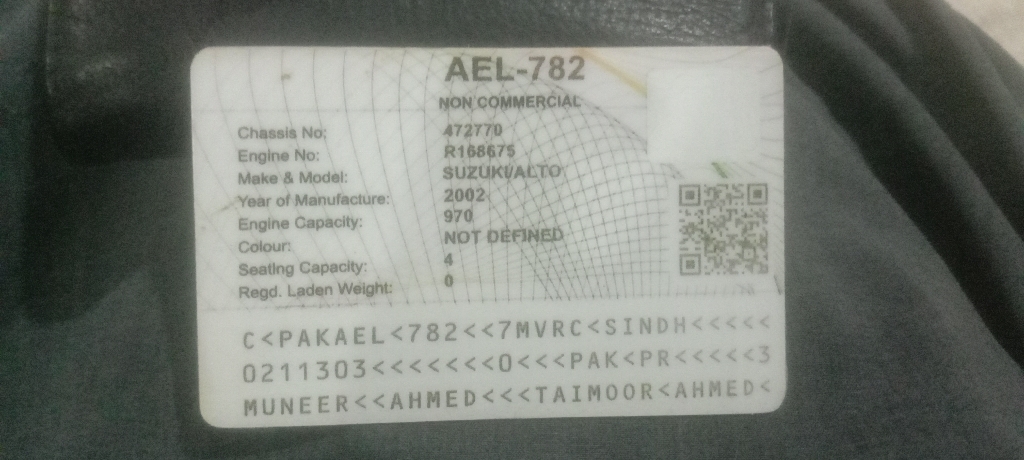 AEL-782
NON COMMERCIAL
Chassis No: 472770
Engine No: R168675
Make & Model: SUZUKI/ALTO
Year of Manufacture: 2002
Engine Capacity: 970
Colour: NOT DEFINED
Seating Capacity: 4
Regd. Laden Weight: 0
C<PAKAEL<782<<7MVRC<SINDH<<<<<
0211303<<<<<<<0<<<PAK<PR<<<<<3
MUNEER<<AHMED<<<TAIMOOR<AHMED<